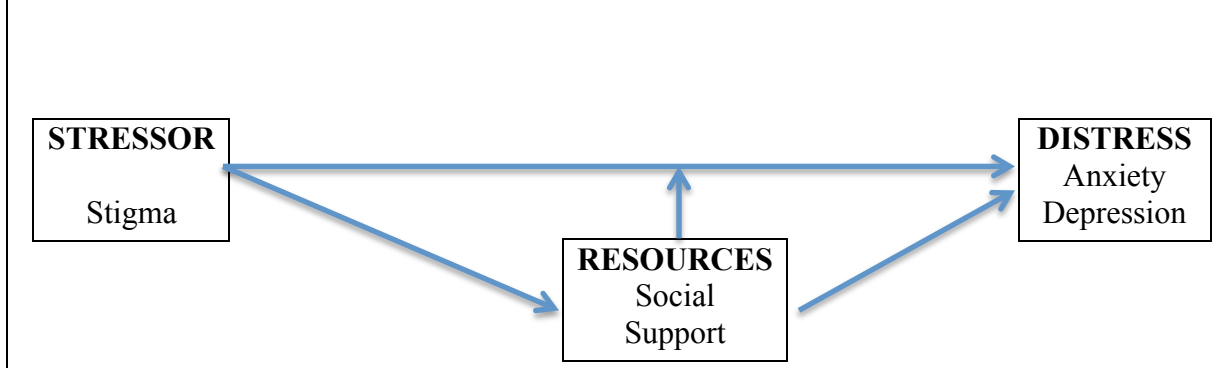 STRESSOR
Stigma
DISTRESS
Anxiety
Depression
RESOURCES
Social
Support